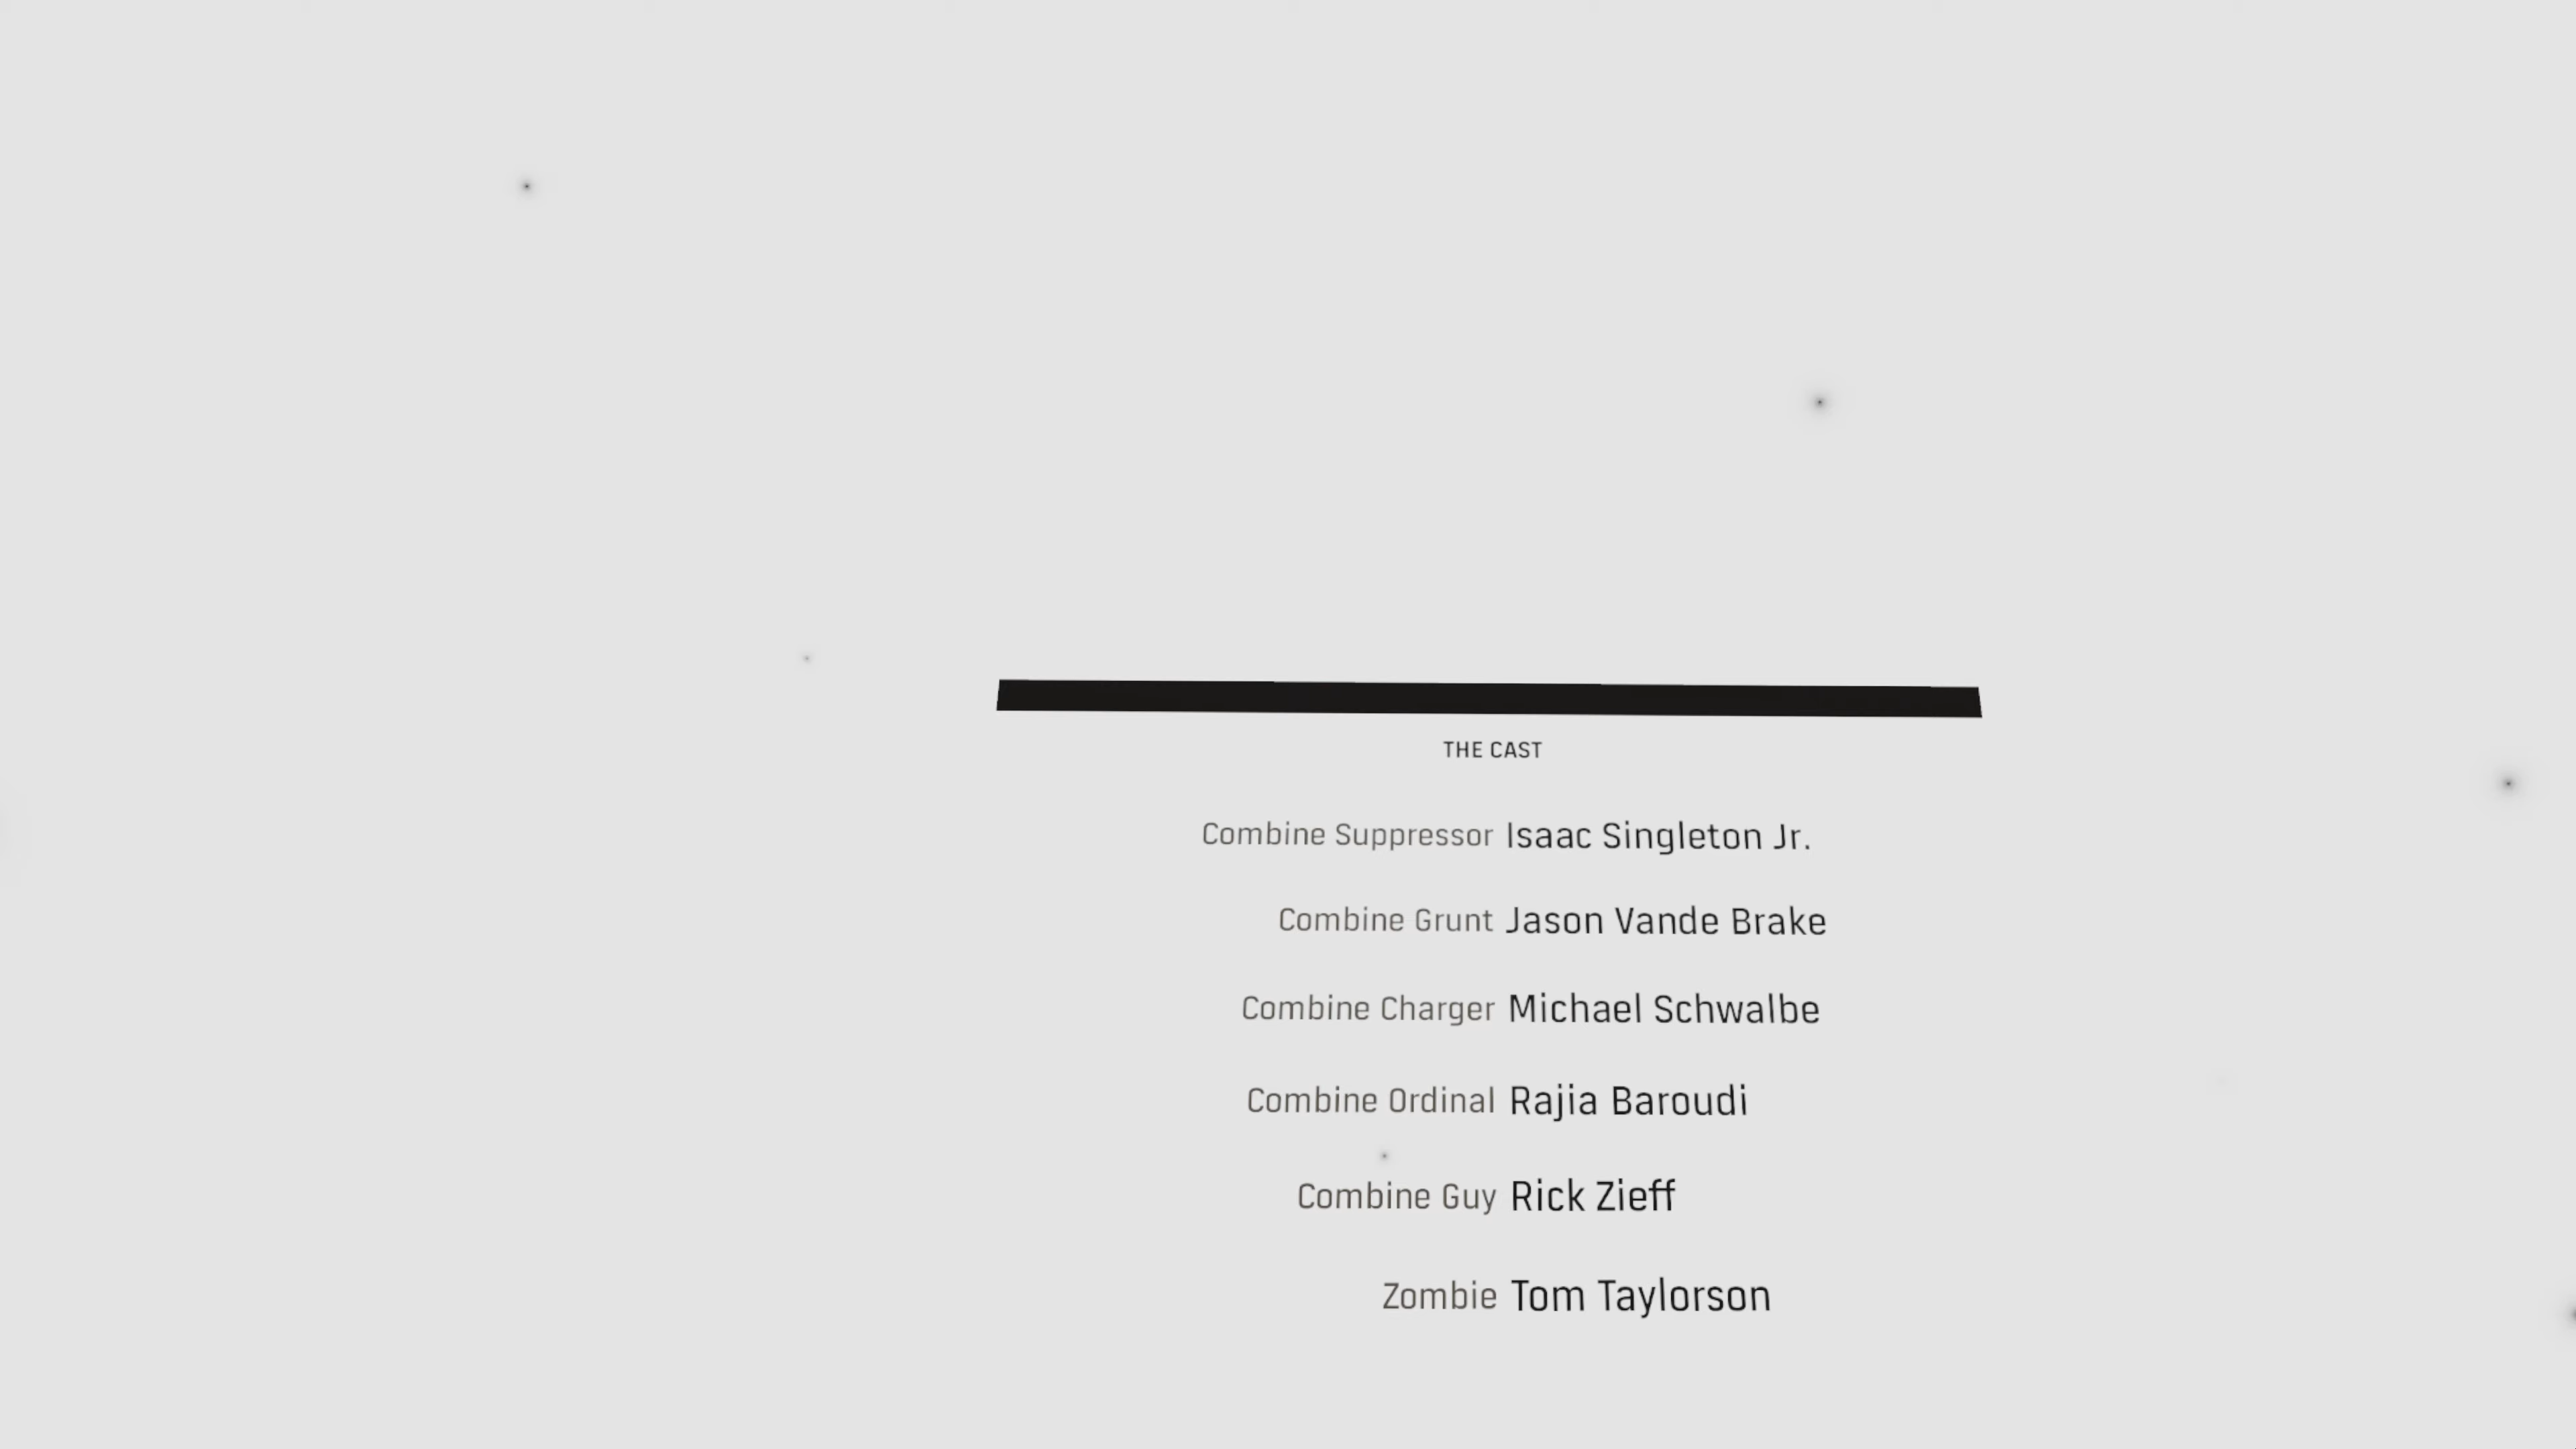 THE CAST
Combine Suppressor Isaac Singleton Jr.
Combine Grunt Jason Vande Brake
Combine Charger Michael Schwalbe
Combine Ordinal Rajia Baroudi
Combine Guy Rick Zieff
Zombie Tom Taylorson